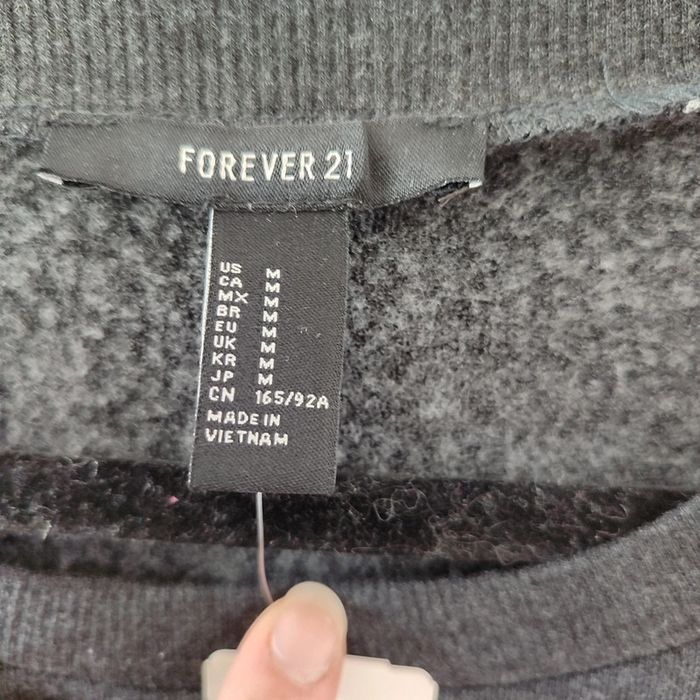 FOREVER 21
US M
CA M
MX M
BR M
EU M
UK M
KR M
JP M
CN 165/92A
MADE IN
VIETNAM